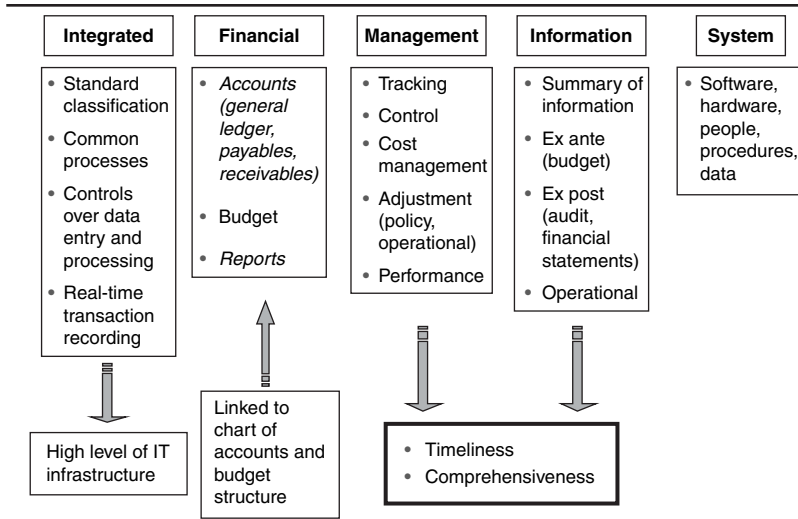 Integrated
Financial
Management
Information
System
• Standard
classification
• Common
processes
• Controls
over data
entry and
processing
• Real-time
transaction
recording
• Accounts
(general
ledger,
payables,
receivables)
• Budget
• Reports
• Tracking
• Control
• Cost
management
• Adjustment
(policy,
operational)
• Performance
• Summary of
information
• Ex ante
(budget)
• Ex post
(audit,
financial
statements)
• Operational
• Software,
hardware,
people,
procedures,
data
High level of IT
infrastructure
Linked to
chart of
accounts and
budget
structure
• Timeliness
• Comprehensiveness